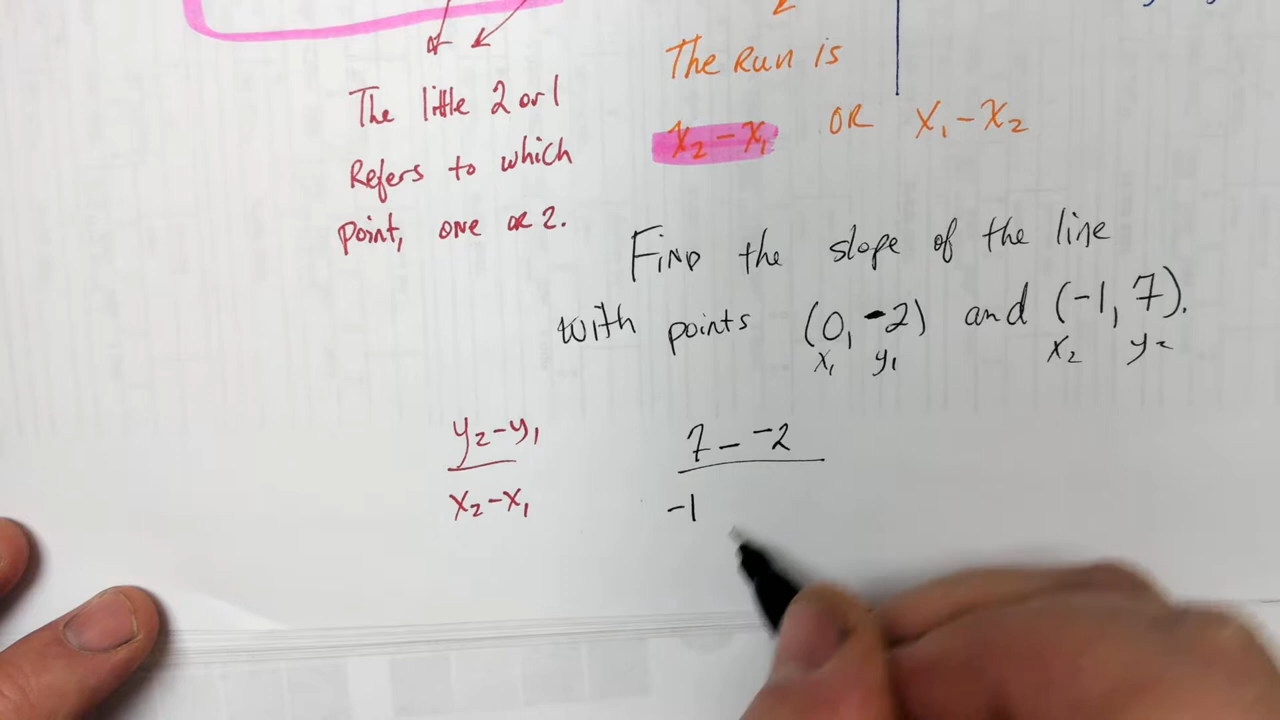 The little 2 or 1
Refers to which
point, one or 2.
2
The Run is
x₂ - x₁ OR x₁ - x₂
Find the slope of the line
with points (0, -2) and (-1, 7).
x₁ y₁ x₂ y₂
y₂ - y₁
x₂ - x₁
7 - -2
-1